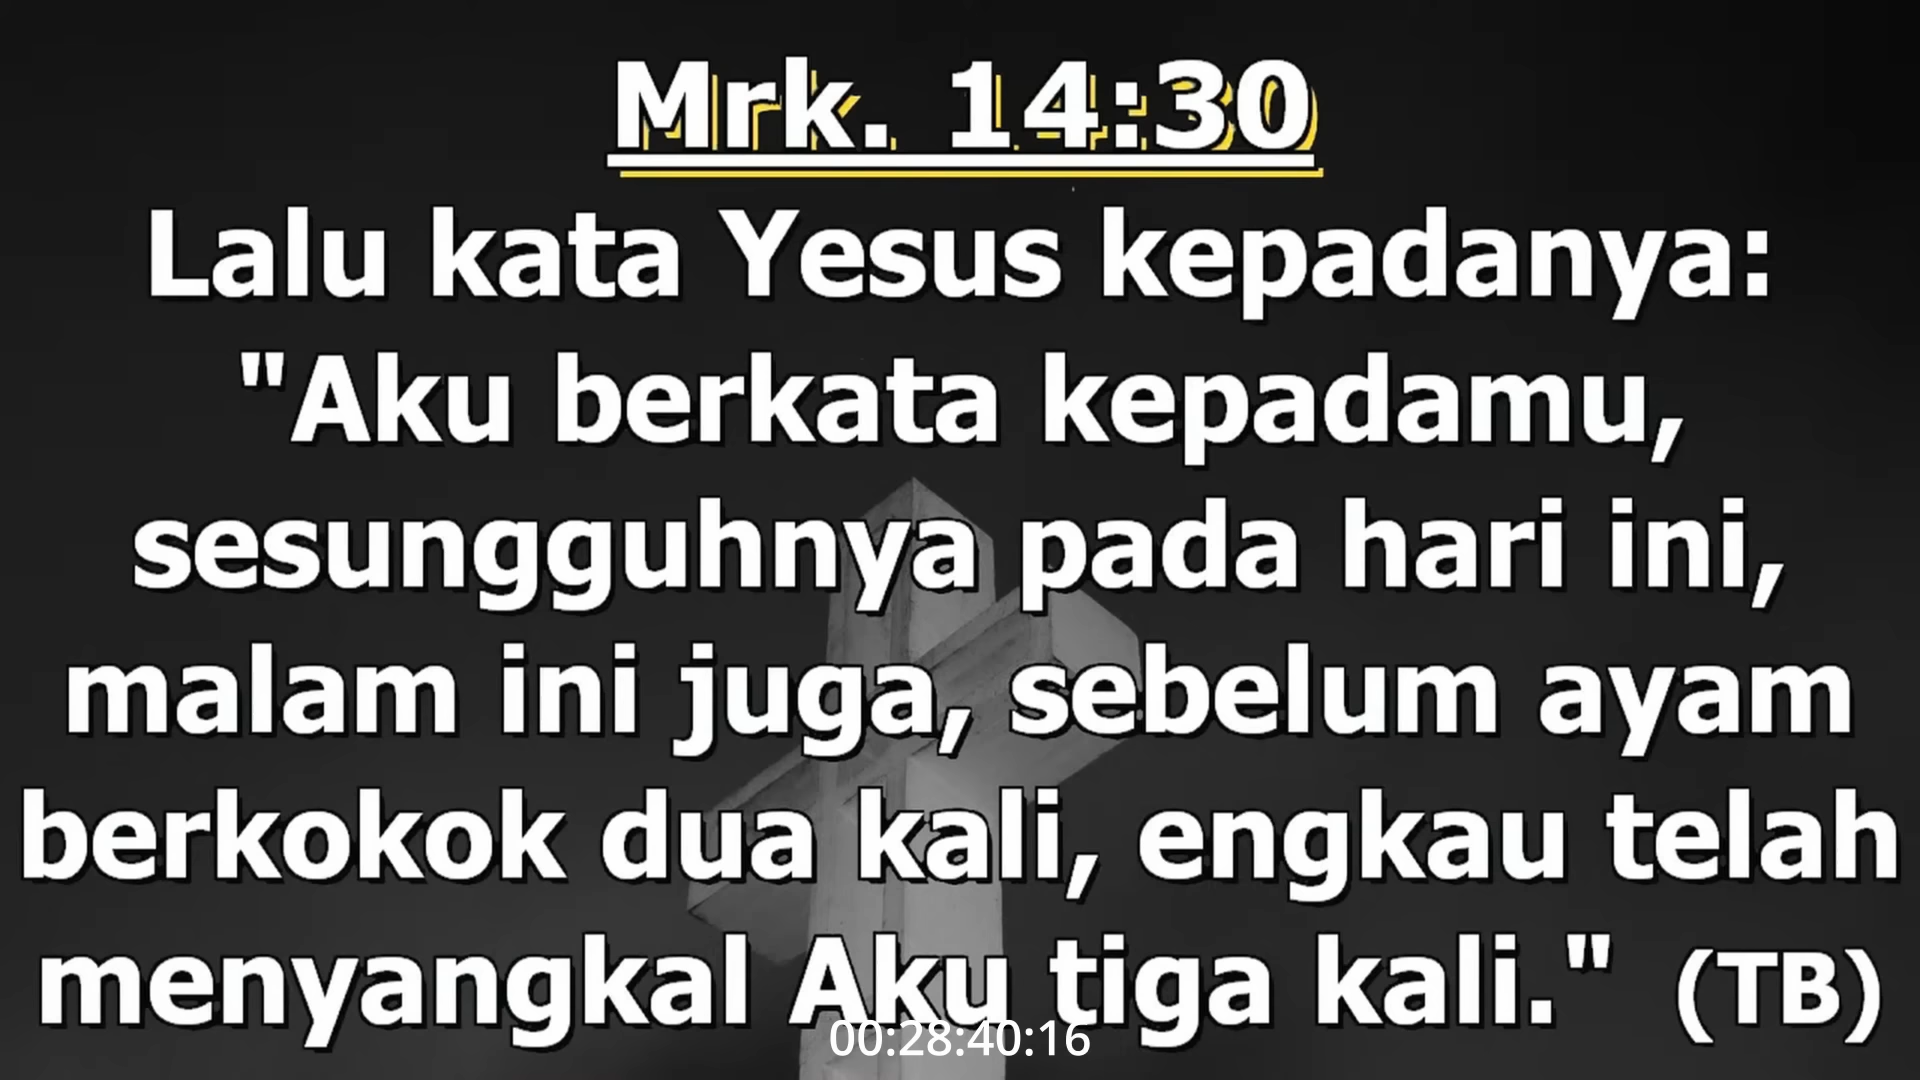 Mrk. 14:30
Lalu kata Yesus kepadanya:
"Aku berkata kepadamu,
sesungguhnya pada hari ini,
malam ini juga, sebelum ayam
berkokok dua kali, engkau telah
menyangkal Aku tiga kali." (TB)
00:28:40:16